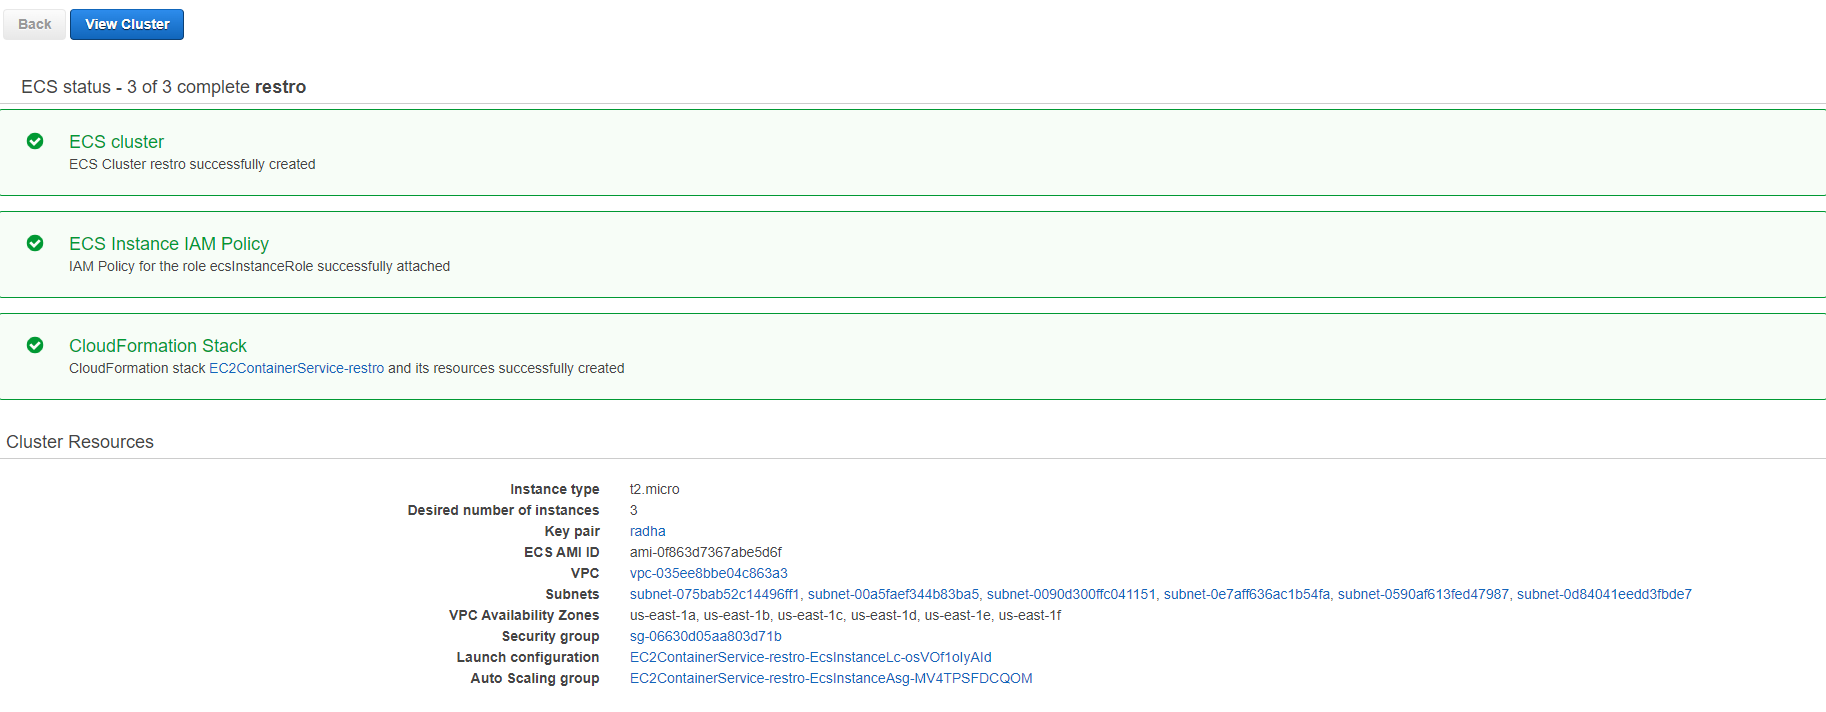 Back View Cluster
ECS status - 3 of 3 complete restro
ECS cluster
ECS Cluster restro successfully created
ECS Instance IAM Policy
IAM Policy for the role ecsInstanceRole successfully attached
CloudFormation Stack
CloudFormation stack EC2ContainerService-restro and its resources successfully created
Cluster Resources
Instance type t2.micro
Desired number of instances 3
Key pair radha
ECS AMI ID ami-0f863d7367abe5d6f
VPC vpc-035ee8bbe04c863a3
Subnets subnet-075bab52c14496ff1, subnet-00a5faef344b83ba5, subnet-0090d300ffc041151, subnet-0e7aff636ac1b54fa, subnet-0590af613fed47987, subnet-0d84041eedd3fbde7
VPC Availability Zones us-east-1a, us-east-1b, us-east-1c, us-east-1d, us-east-1e, us-east-1f
Security group sg-06630d05aa803d71b
Launch configuration EC2ContainerService-restro-EcsInstanceLc-osVOf1oIyAId
Auto Scaling group EC2ContainerService-restro-EcsInstanceAsg-MV4TPSFDCQOM